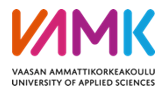 VAMK
VAASAN AMMATTIKORKEAKOULU
UNIVERSITY OF APPLIED SCIENCES